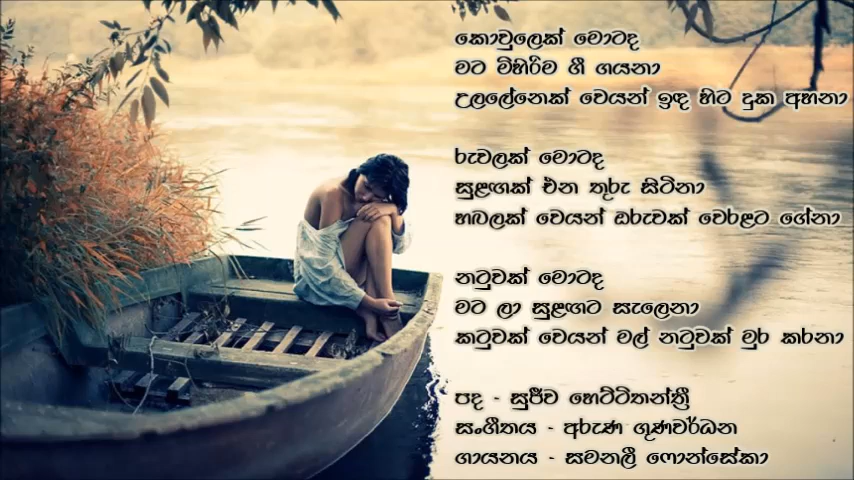 කොවුලෙක් මොටද
මට මිහිරිම ගී ගයනා
උලලේනෙක් වෙයන් ඉඳ හිට දුක අහනා
රුවලක් මොටද
සුළඟක් එන තුරු සිටිනා
හබලක් වෙයන් ඔරුවක් වෙරළට ගේනා
නටුවක් මොටද
මට ලා සුළඟට සැලෙනා
කටුවක් වෙයන් මල් නටුවක් මුර කරනා
පද - සුජීව හෙට්ටිතන්ත්‍රී
සංගීතය - අරුණ ගුණවර්ධන
ගායනය - සමනලී ෆොන්සේකා